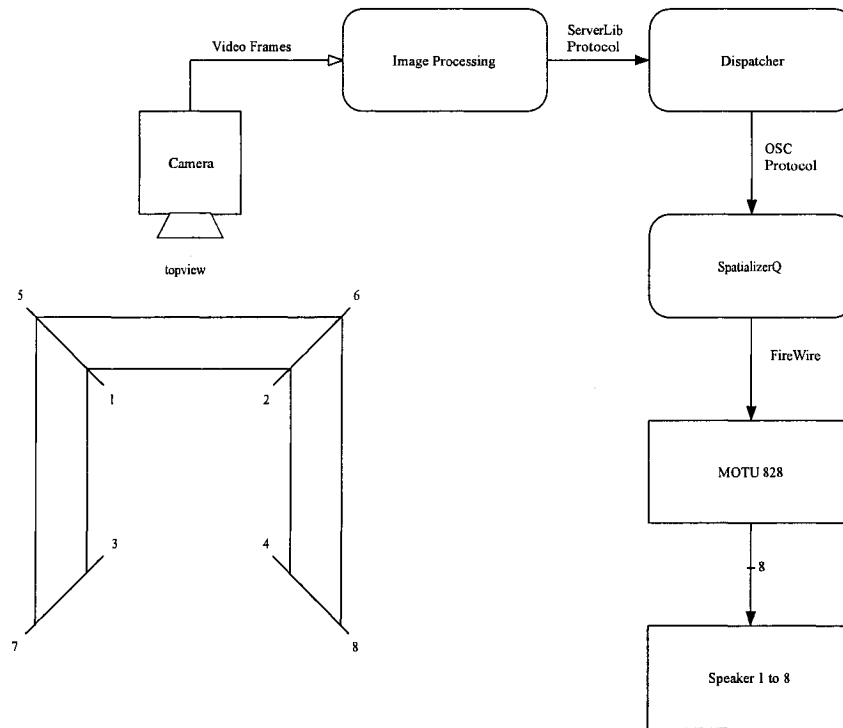 Video Frames
Image Processing
ServerLib
Protocol
Dispatcher
Camera
OSC
Protocol
topview
SpatializerQ
5
6
FireWire
1
2
MOTU 828
3
4
8
7
8
Speaker 1 to 8